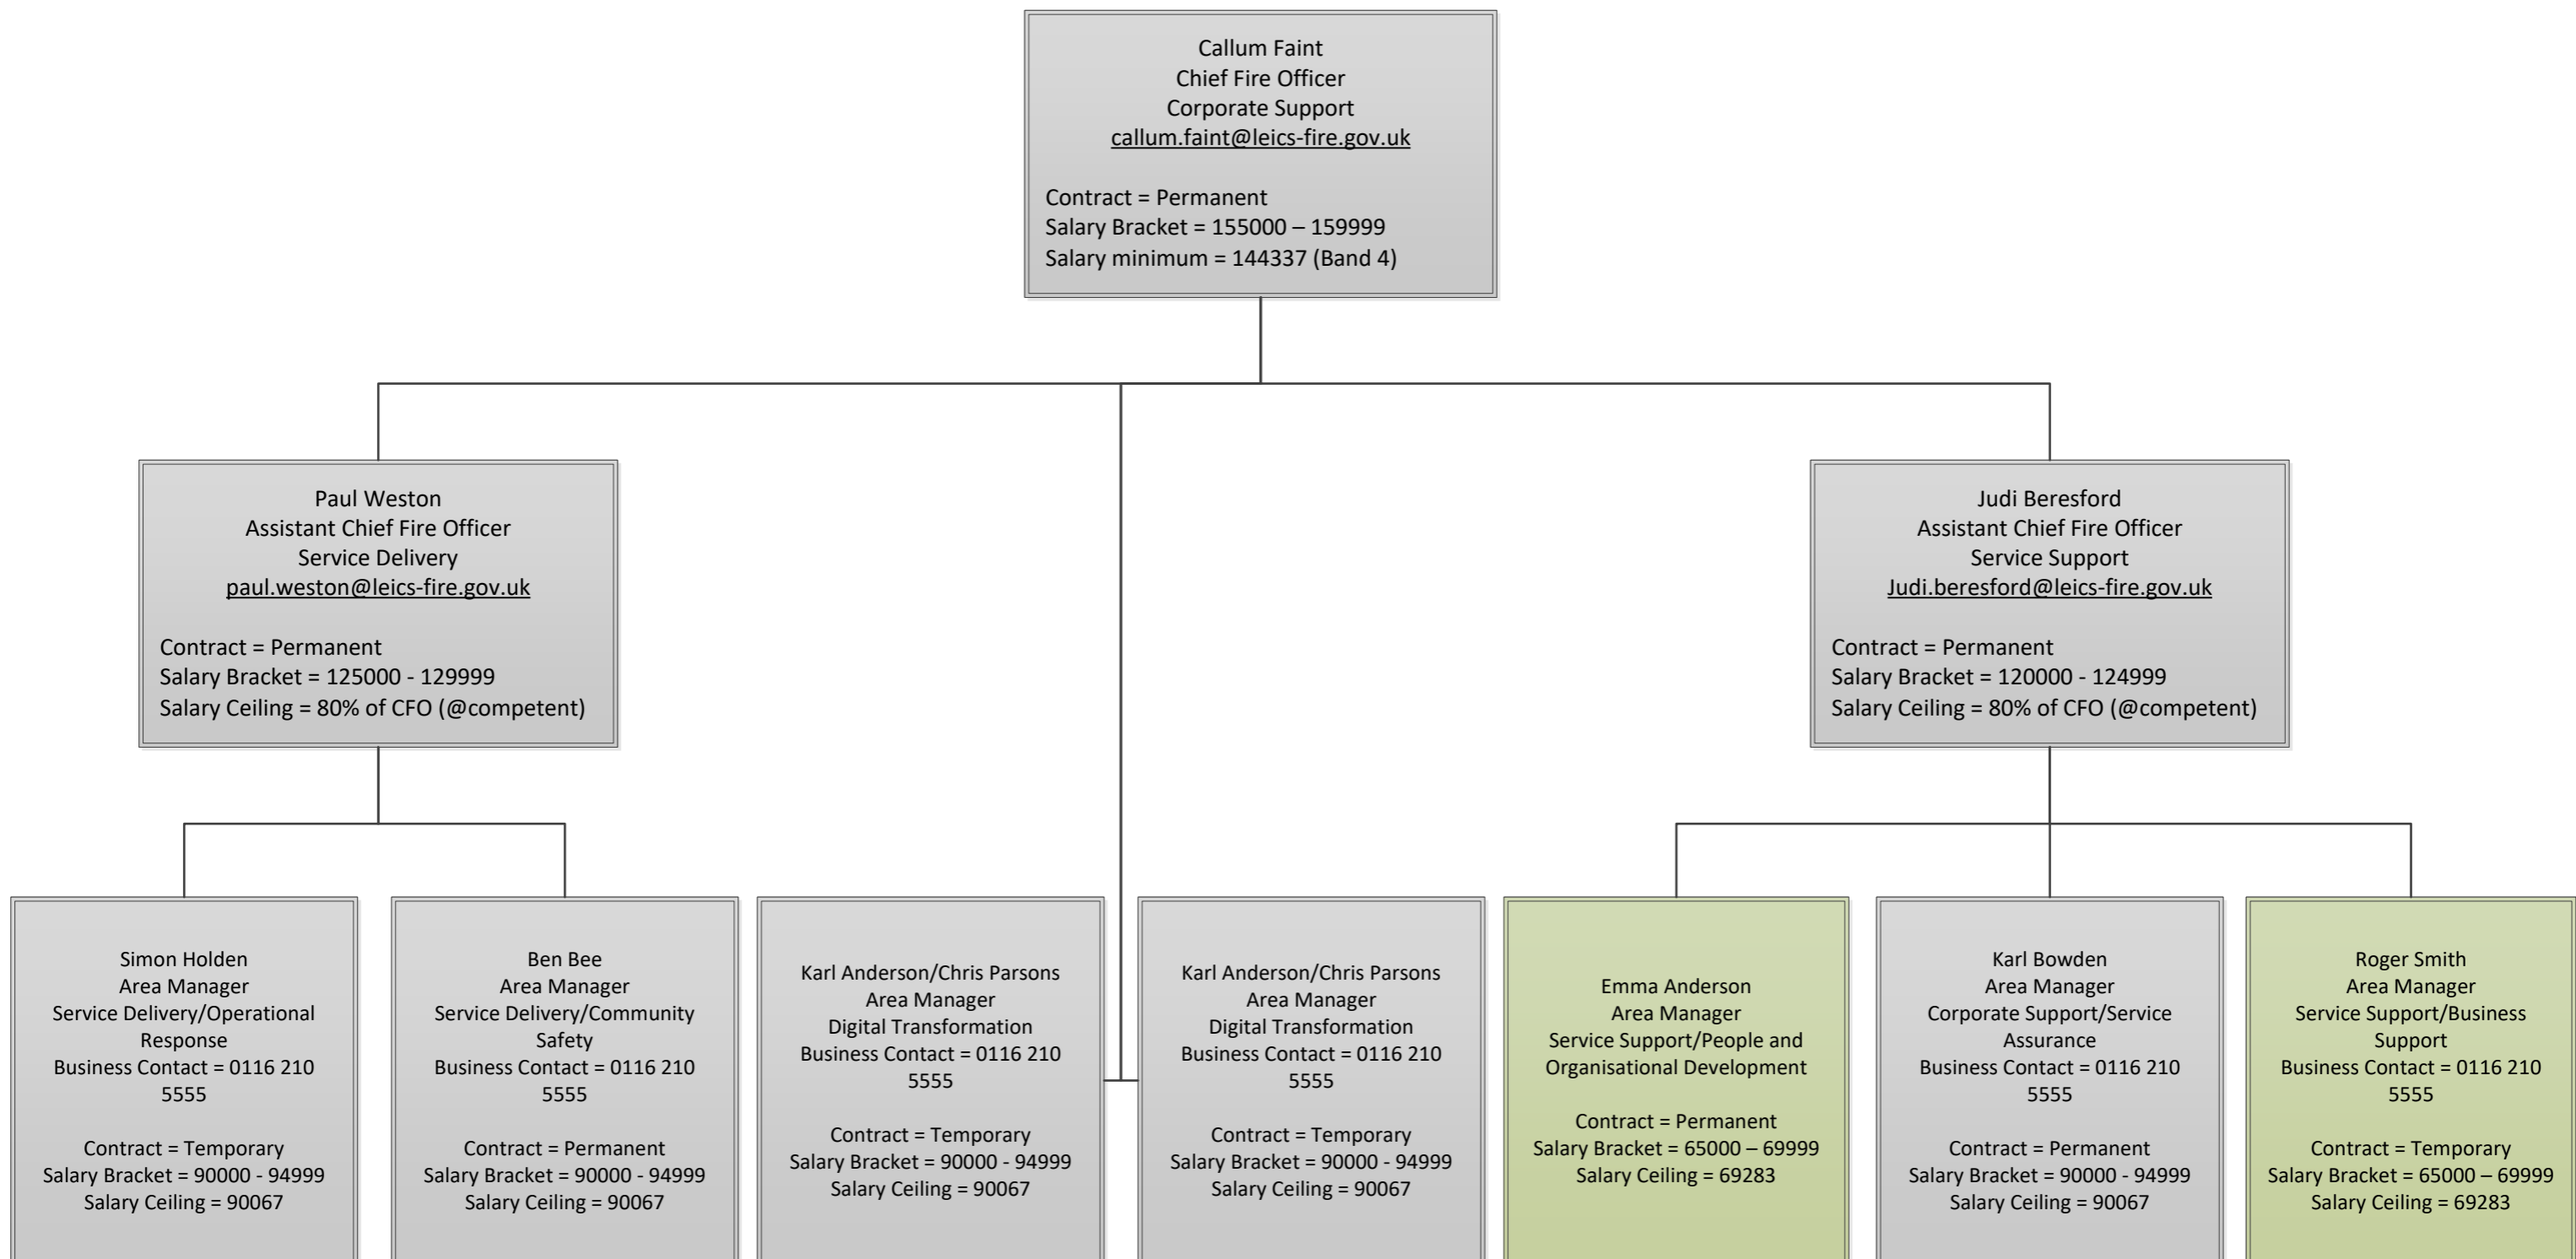 Callum Faint
Chief Fire Officer
Corporate Support
callum.faint@leics-fire.gov.uk
Contract = Permanent
Salary Bracket = 155000 – 159999
Salary minimum = 144337 (Band 4)
Paul Weston
Assistant Chief Fire Officer
Service Delivery
paul.weston@leics-fire.gov.uk
Contract = Permanent
Salary Bracket = 125000 - 129999
Salary Ceiling = 80% of CFO (@competent)
Judi Beresford
Assistant Chief Fire Officer
Service Support
Judi.beresford@leics-fire.gov.uk
Contract = Permanent
Salary Bracket = 120000 - 124999
Salary Ceiling = 80% of CFO (@competent)
Simon Holden
Area Manager
Service Delivery/Operational
Response
Business Contact = 0116 210
5555
Contract = Temporary
Salary Bracket = 90000 - 94999
Salary Ceiling = 90067
Ben Bee
Area Manager
Service Delivery/Community
Safety
Business Contact = 0116 210
5555
Contract = Permanent
Salary Bracket = 90000 - 94999
Salary Ceiling = 90067
Karl Anderson/Chris Parsons
Area Manager
Digital Transformation
Business Contact = 0116 210
5555
Contract = Temporary
Salary Bracket = 90000 - 94999
Salary Ceiling = 90067
Karl Anderson/Chris Parsons
Area Manager
Digital Transformation
Business Contact = 0116 210
5555
Contract = Temporary
Salary Bracket = 90000 - 94999
Salary Ceiling = 90067
Emma Anderson
Area Manager
Service Support/People and
Organisational Development
Contract = Permanent
Salary Bracket = 65000 – 69999
Salary Ceiling = 69283
Karl Bowden
Area Manager
Corporate Support/Service
Assurance
Business Contact = 0116 210
5555
Contract = Permanent
Salary Bracket = 90000 - 94999
Salary Ceiling = 90067
Roger Smith
Area Manager
Service Support/Business
Support
Business Contact = 0116 210
5555
Contract = Temporary
Salary Bracket = 65000 – 69999
Salary Ceiling = 69283